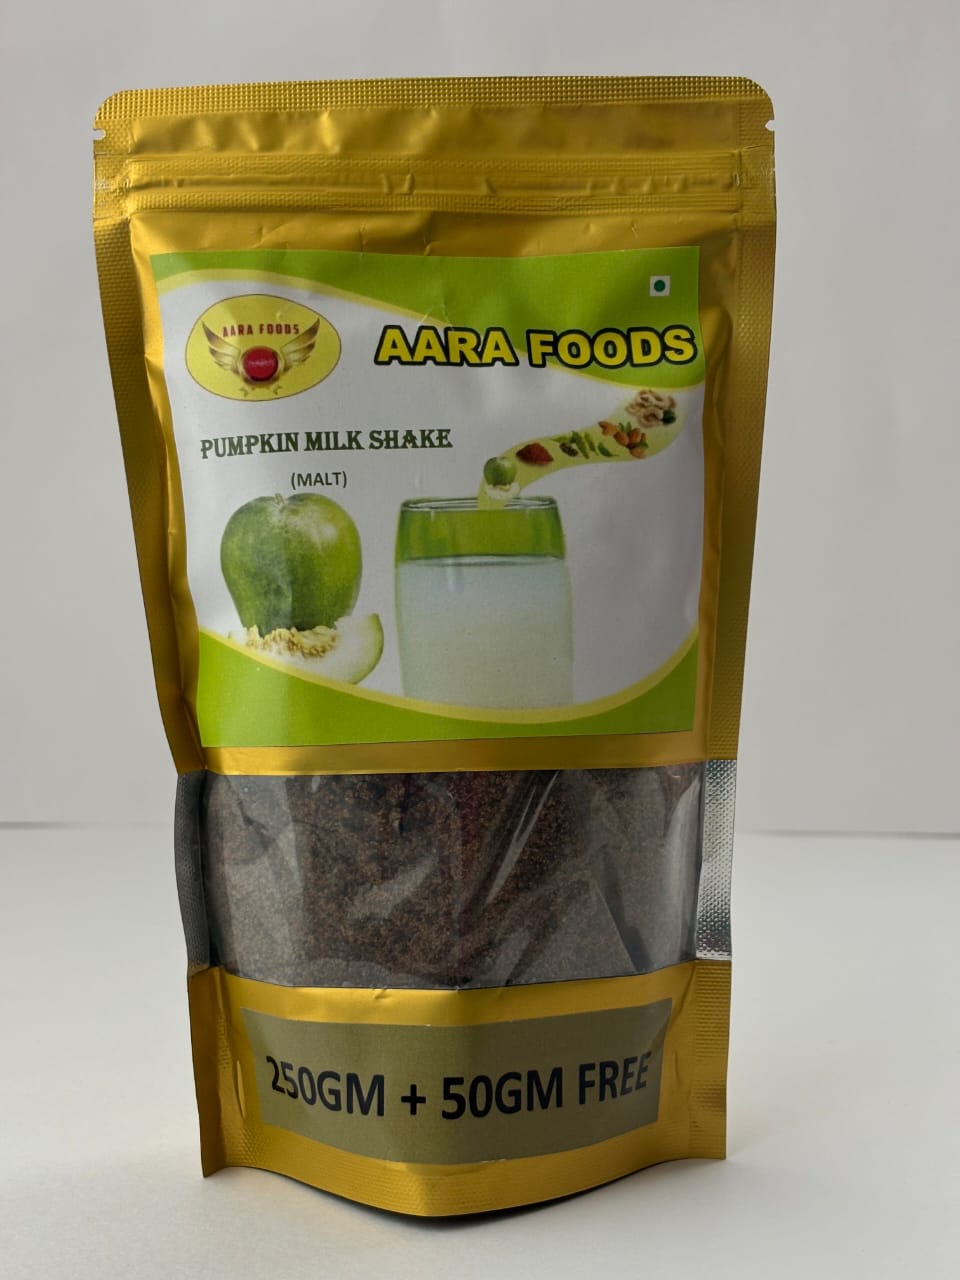 AARA FOODS
AARA FOODS
PUMPKIN MILK SHAKE
(MALT)
250GM + 50GM FREE